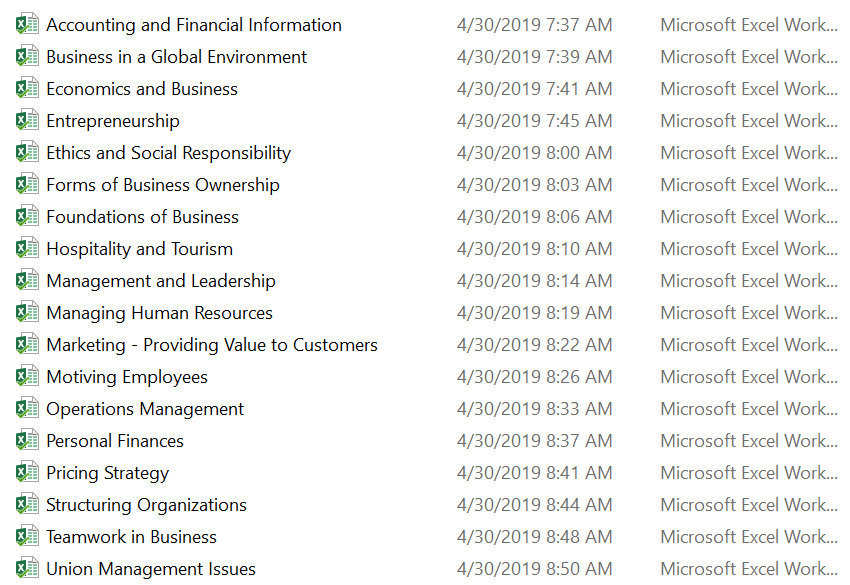 Accounting and Financial Information 4/30/2019 7:37 AM Microsoft Excel Work...
Business in a Global Environment 4/30/2019 7:39 AM Microsoft Excel Work...
Economics and Business 4/30/2019 7:41 AM Microsoft Excel Work...
Entrepreneurship 4/30/2019 7:45 AM Microsoft Excel Work...
Ethics and Social Responsibility 4/30/2019 8:00 AM Microsoft Excel Work...
Forms of Business Ownership 4/30/2019 8:03 AM Microsoft Excel Work...
Foundations of Business 4/30/2019 8:06 AM Microsoft Excel Work...
Hospitality and Tourism 4/30/2019 8:10 AM Microsoft Excel Work...
Management and Leadership 4/30/2019 8:14 AM Microsoft Excel Work...
Managing Human Resources 4/30/2019 8:19 AM Microsoft Excel Work...
Marketing - Providing Value to Customers 4/30/2019 8:22 AM Microsoft Excel Work...
Motiving Employees 4/30/2019 8:26 AM Microsoft Excel Work...
Operations Management 4/30/2019 8:33 AM Microsoft Excel Work...
Personal Finances 4/30/2019 8:37 AM Microsoft Excel Work...
Pricing Strategy 4/30/2019 8:41 AM Microsoft Excel Work...
Structuring Organizations 4/30/2019 8:44 AM Microsoft Excel Work...
Teamwork in Business 4/30/2019 8:48 AM Microsoft Excel Work...
Union Management Issues 4/30/2019 8:50 AM Microsoft Excel Work...